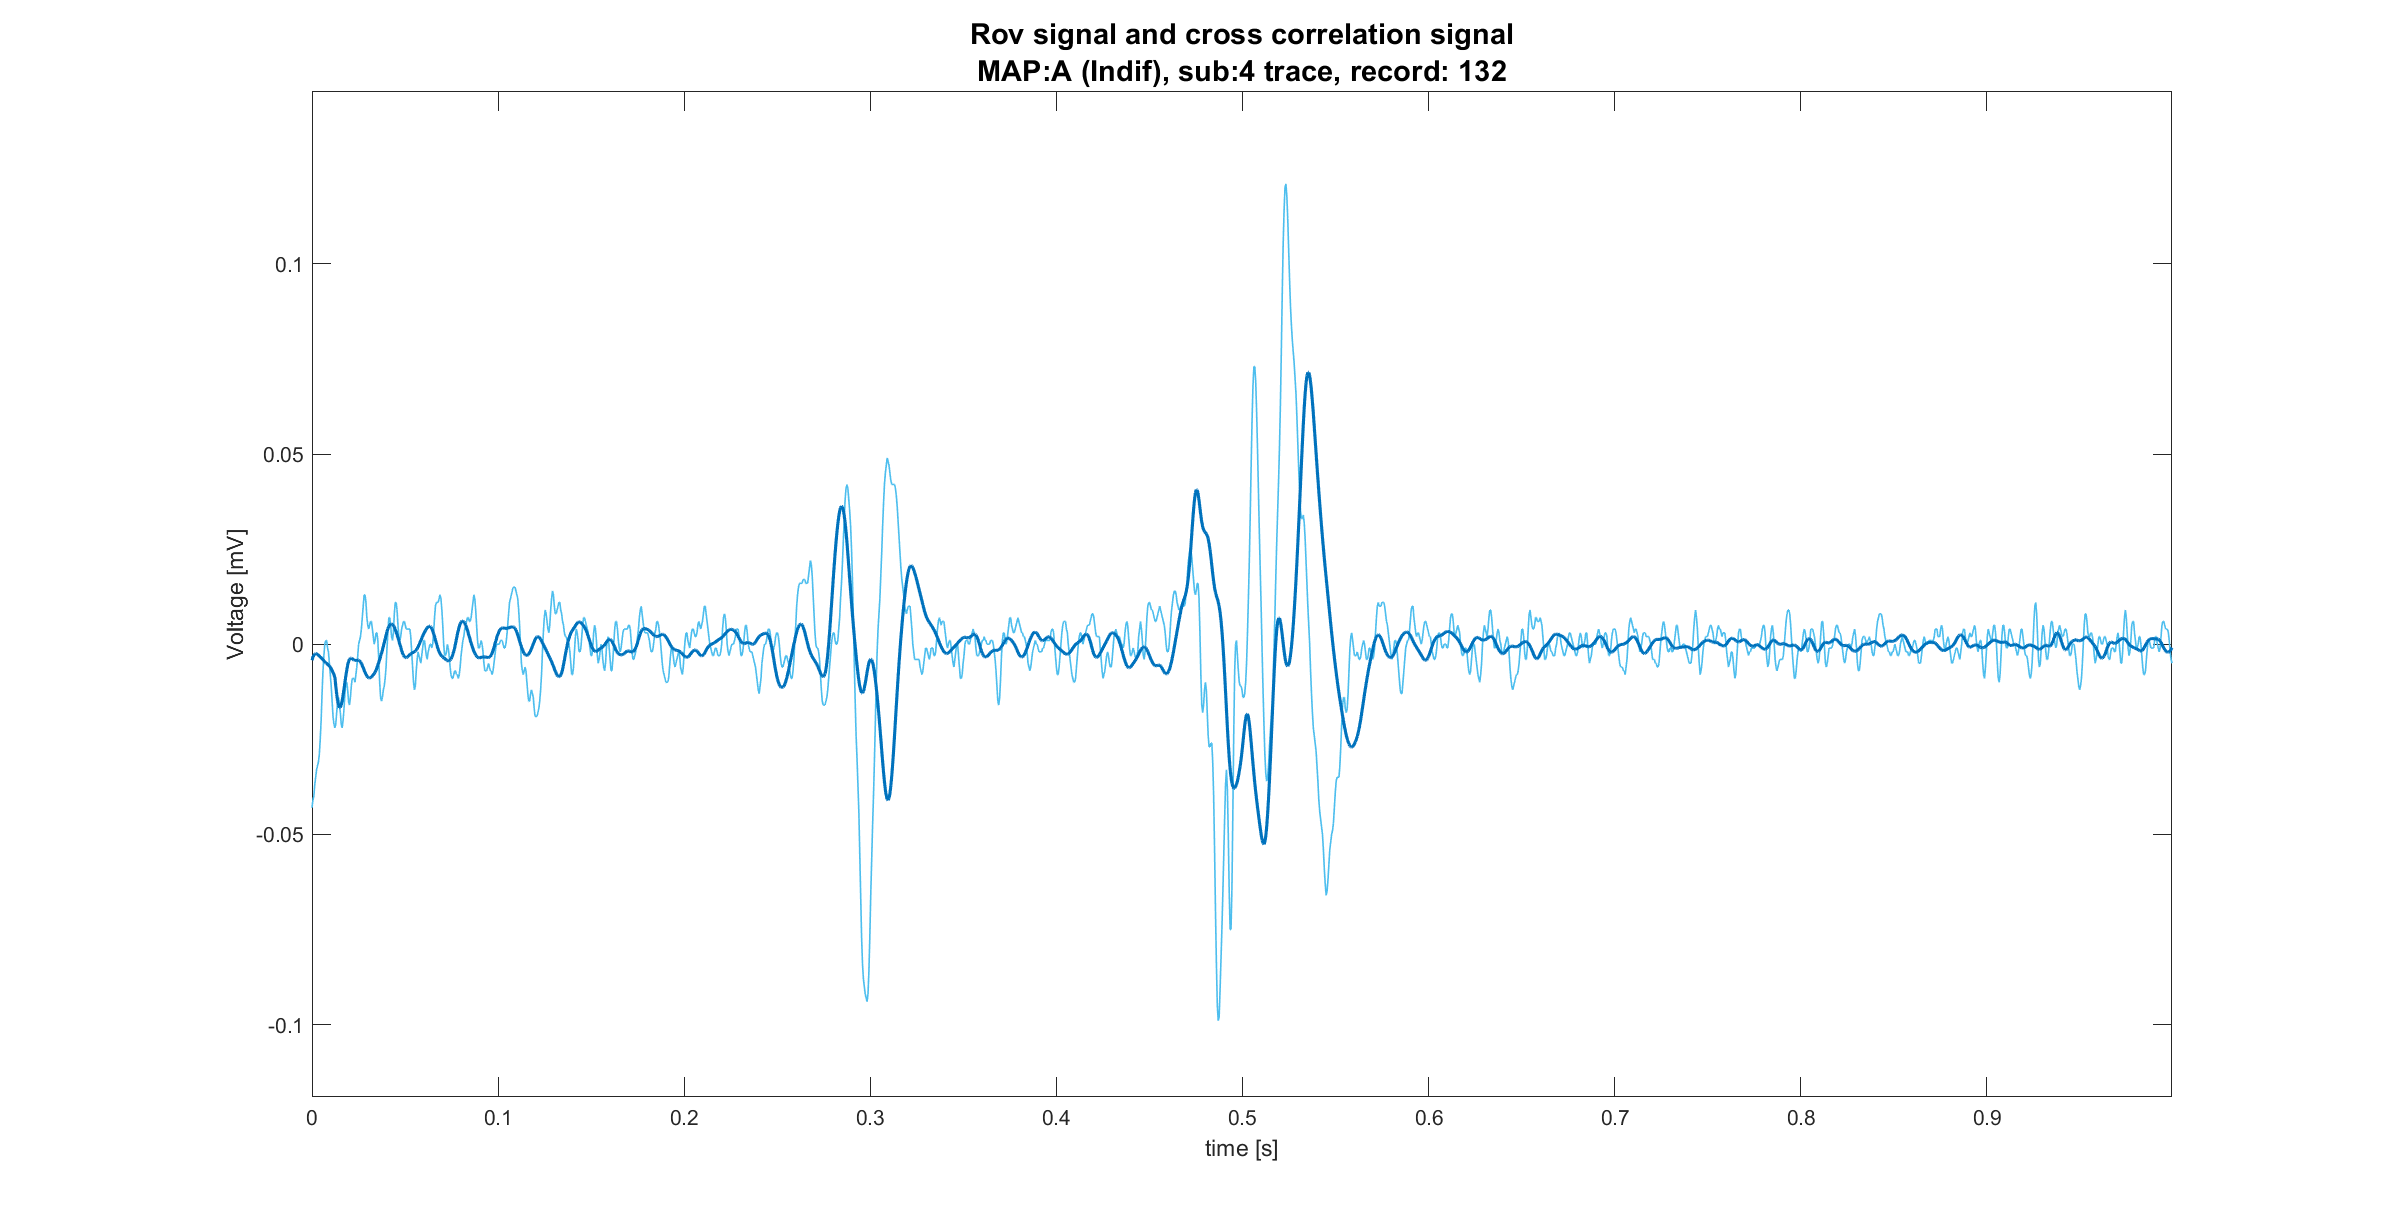 Rov signal and cross correlation signal
MAP:A (Indif), sub:4 trace, record: 132
0.1
0.05
0
-0.05
-0.1
Voltage [mV]
0 0.1 0.2 0.3 0.4 0.5 0.6 0.7 0.8 0.9
time [s]